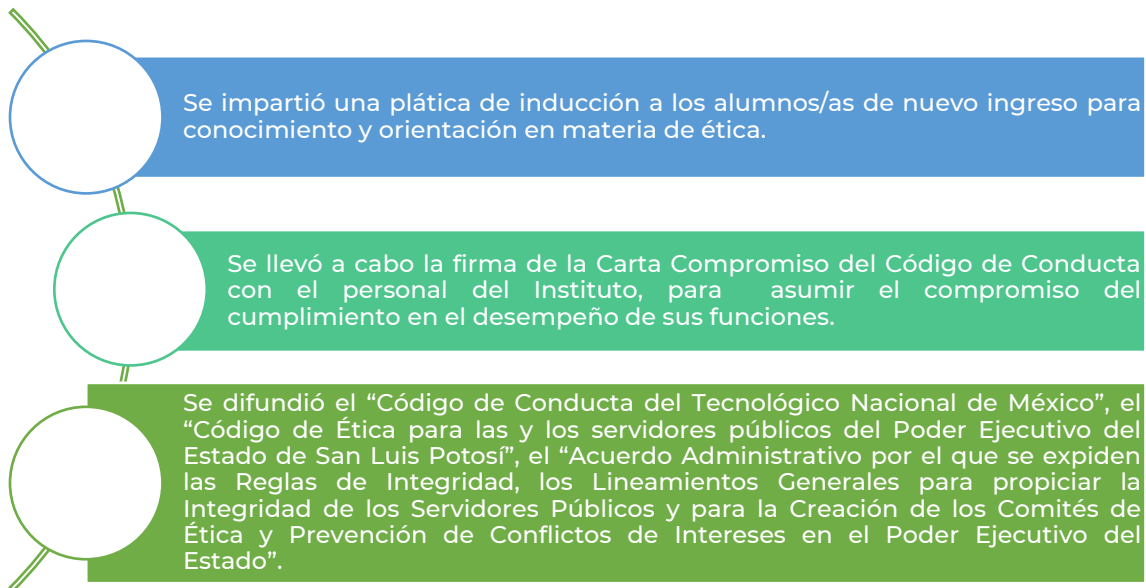 Se impartió una plática de inducción a los alumnos/as de nuevo ingreso para
conocimiento y orientación en materia de ética.
Se llevó a cabo la firma de la Carta Compromiso del Código de Conducta
con el personal del Instituto, para asumir el compromiso del
cumplimiento en el desempeño de sus funciones.
Se difundió el “Código de Conducta del Tecnológico Nacional de México”, el
“Código de Ética para las y los servidores públicos del Poder Ejecutivo del
Estado de San Luis Potosí”, el “Acuerdo Administrativo por el que se expiden
las Reglas de Integridad, los Lineamientos Generales para propiciar la
Integridad de los Servidores Públicos y para la Creación de los Comités de
Ética y Prevención de Conflictos de Intereses en el Poder Ejecutivo del
Estado”.